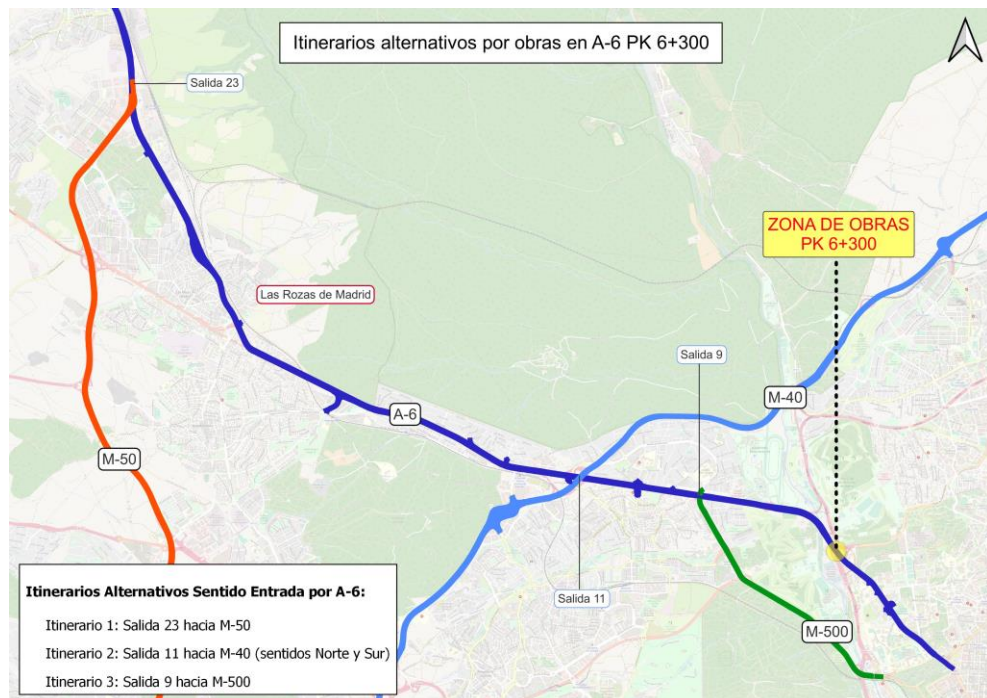 Itinerarios alternativos por obras en A-6 PK 6+300
Salida 23
ZONA DE OBRAS
PK 6+300
Las Rozas de Madrid
Salida 9
M-40
A-6
M-50
Salida 11
M-500
Itinerarios Alternativos Sentido Entrada por A-6:
Itinerario 1: Salida 23 hacia M-50
Itinerario 2: Salida 11 hacia M-40 (sentidos Norte y Sur)
Itinerario 3: Salida 9 hacia M-500